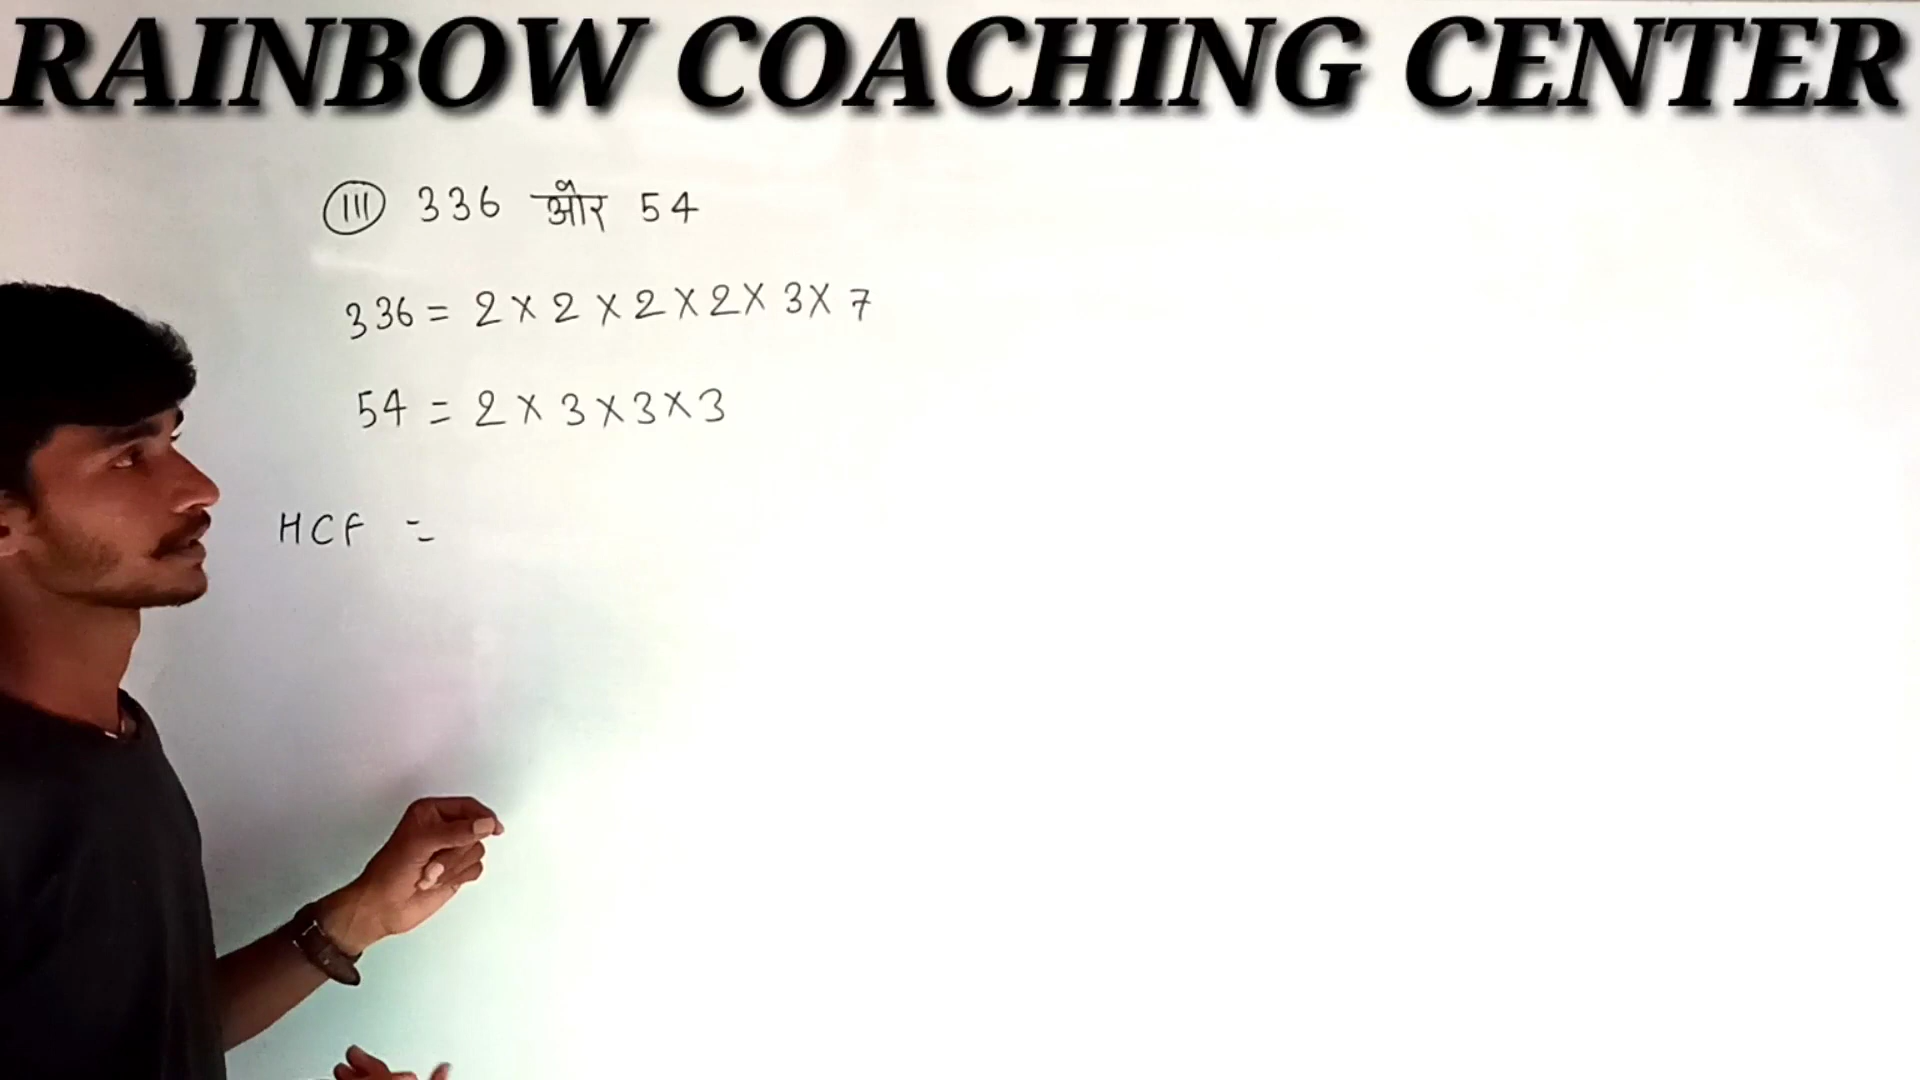 RAINBOW COACHING CENTER
(III) 336 और 54
336 = 2 × 2 × 2 × 2 × 3 × 7
54 = 2 × 3 × 3 × 3
HCF =